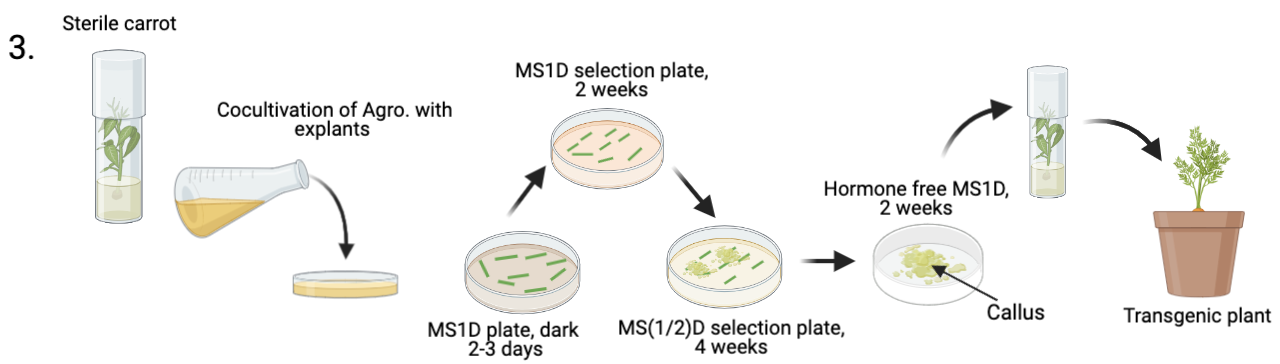 3.
Sterile carrot
Cocultivation of Agro. with
explants
MS1D plate, dark
2-3 days
MS1D selection plate,
2 weeks
MS(1/2)D selection plate,
4 weeks
Hormone free MS1D,
2 weeks
Callus
Transgenic plant